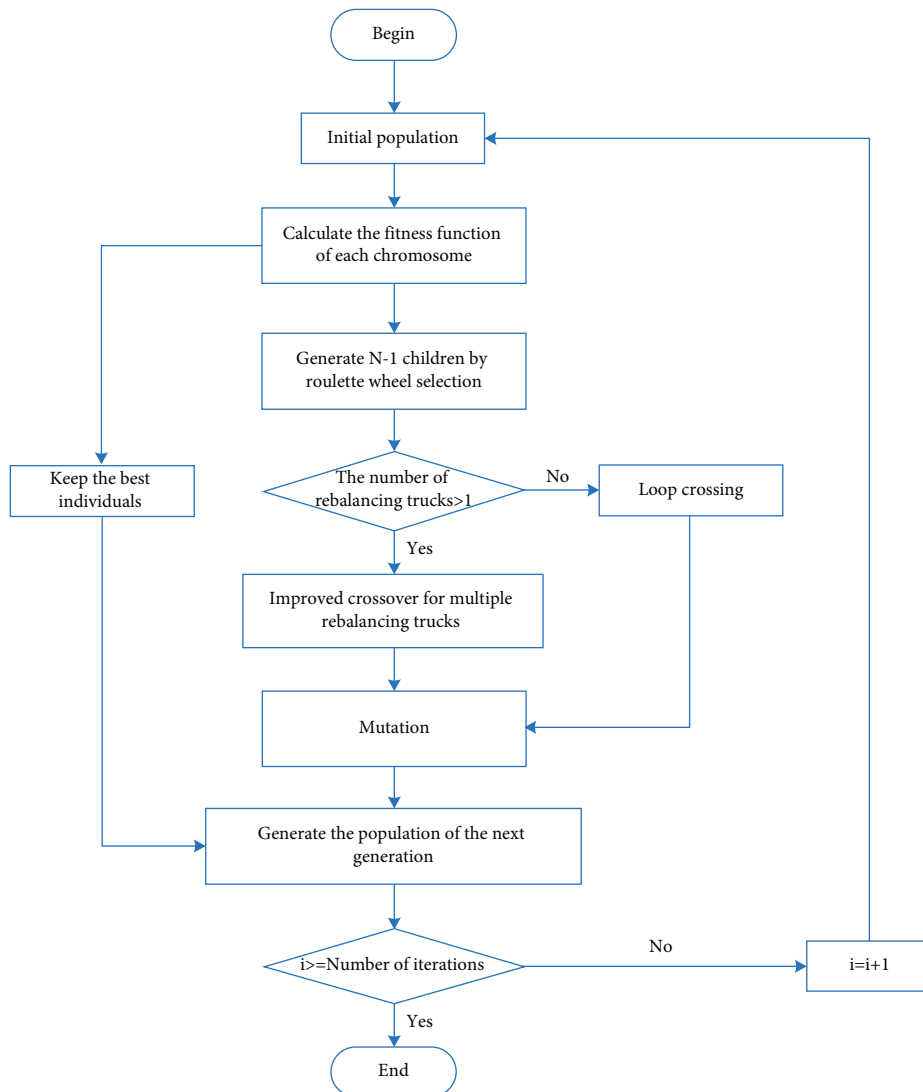 Begin
Initial population
Calculate the fitness function
of each chromosome
Generate N-1 children by
roulette wheel selection
Keep the best
individuals
The number of
rebalancing trucks>1
No
Loop crossing
Yes
Improved crossover for multiple
rebalancing trucks
Mutation
Generate the population of the next
generation
i>=Number of iterations
No
i=i+1
Yes
End